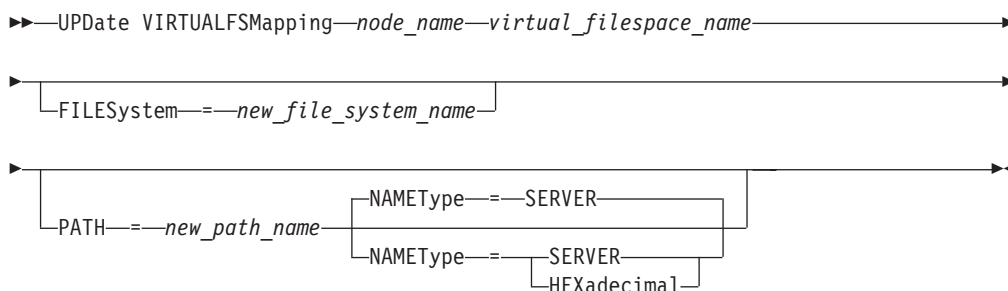 UPDate VIRTUALFSMapping node_name virtual_filespace_name
FILESystem = new_file_system_name
NAMEType = SERVER
PATH = new_path_name
NAMEType = SERVER
HEXadecimal